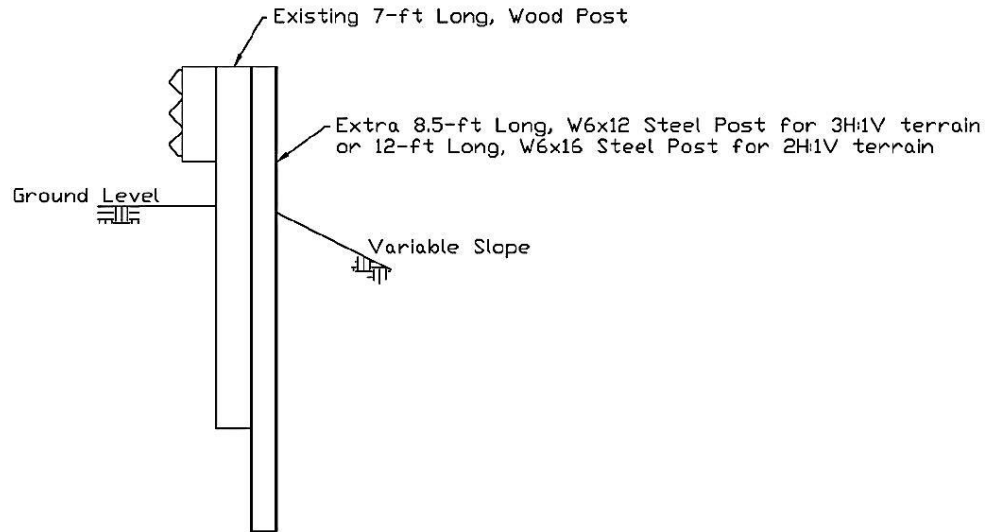 Existing 7-ft Long, Wood Post
Extra 8.5-ft Long, W6x12 Steel Post for 3H:1V terrain
or 12-ft Long, W6x16 Steel Post for 2H:1V terrain
Ground Level
Variable Slope